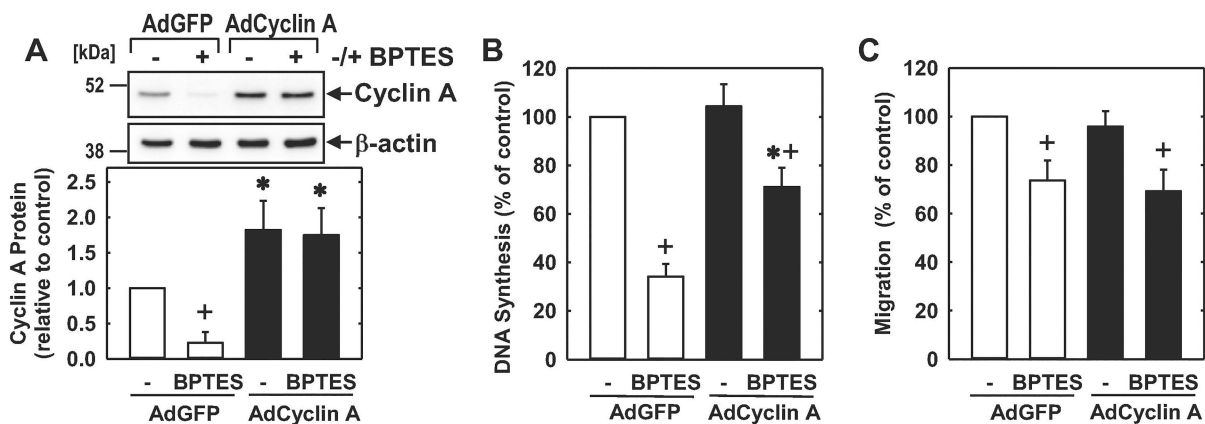 A
AdGFP AdCyclin A
[kDa] - + - + -/+ BPTES
52
Cyclin A
38
β-actin
Cyclin A Protein
(relative to control)
2.5
2.0
1.5
1.0
0.5
0.0
+
*
*
- BPTES - BPTES
AdGFP AdCyclin A
B
DNA Synthesis (% of control)
120
100
80
60
40
20
0
+
*+
- BPTES - BPTES
AdGFP AdCyclin A
C
Migration (% of control)
120
100
80
60
40
20
0
+
+
- BPTES - BPTES
AdGFP AdCyclin A